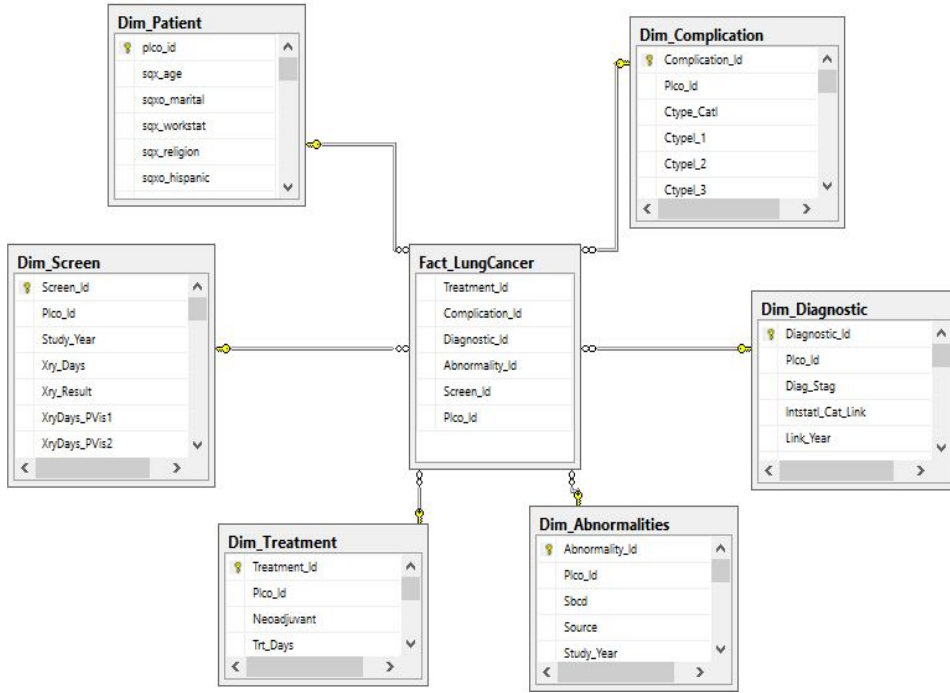 Dim_Patient
plco_id
sqx_age
sqxo_marital
sqx_workstat
sqx_religion
sqxo_hispanic
Dim_Complication
Complication_Id
Plco_Id
Ctype_Catl
Ctypel_1
Ctypel_2
Ctypel_3
Dim_Screen
Screen_Id
Plco_Id
Study_Year
Xry_Days
Xry_Result
XryDays_PVis1
XryDays_PVis2
Fact_LungCancer
Treatment_Id
Complication_Id
Diagnostic_Id
Abnormality_Id
Screen_Id
Plco_Id
Dim_Diagnostic
Diagnostic_Id
Plco_Id
Diag_Stag
Intstatl_Cat_Link
Link_Year
Dim_Treatment
Treatment_Id
Plco_Id
Neoadjuvant
Trt_Days
Dim_Abnormalities
Abnormality_Id
Plco_Id
Sbcd
Source
Study_Year